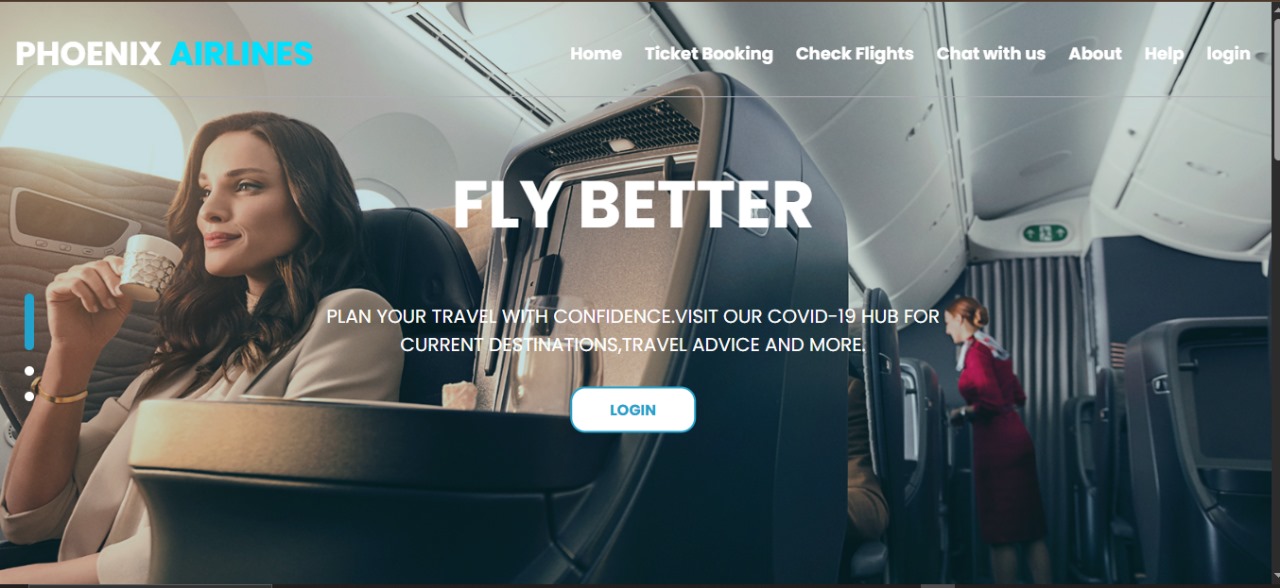 PHOENIX AIRLINES
Home Ticket Booking Check Flights Chat with us About Help login
FLY BETTER
PLAN YOUR TRAVEL WITH CONFIDENCE.VISIT OUR COVID-19 HUB FOR
CURRENT DESTINATIONS,TRAVEL ADVICE AND MORE.
LOGIN